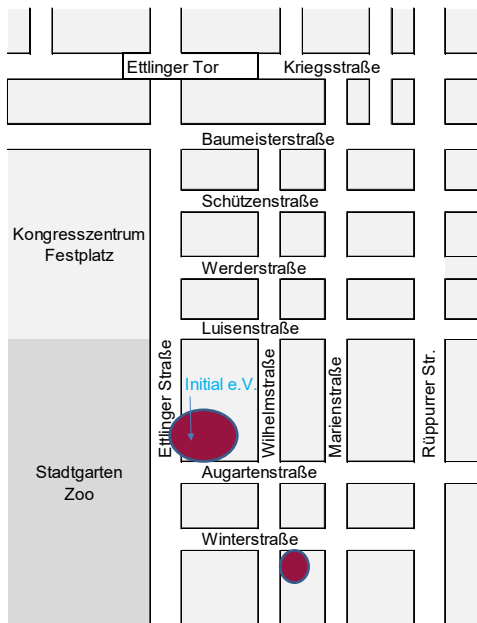 Ettlinger Tor
Kriegsstraße
Baumeisterstraße
Schützenstraße
Kongresszentrum
Festplatz
Werderstraße
Luisenstraße
Ettlinger Straße
Initial e.V.
Wilhelmstraße
Marienstraße
Rüppurrer Str.
Stadtgarten
Zoo
Augartenstraße
Winterstraße